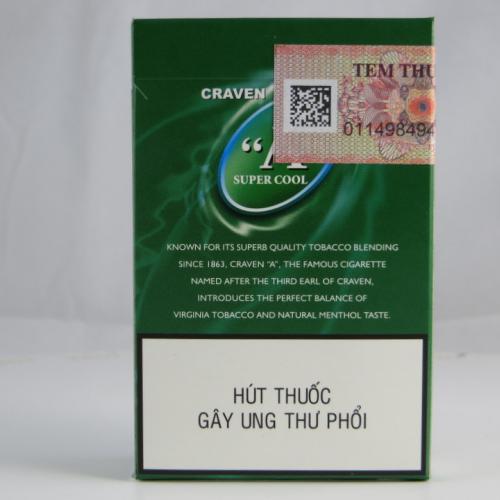 CRAVEN
TEM THU
011498494
"A"
SUPER COOL
KNOWN FOR ITS SUPERB QUALITY TOBACCO BLENDING
SINCE 1863, CRAVEN "A", THE FAMOUS CIGARETTE
NAMED AFTER THE THIRD EARL OF CRAVEN,
INTRODUCES THE PERFECT BALANCE OF
VIRGINIA TOBACCO AND NATURAL MENTHOL TASTE.
HÚT THUỐC
GÂY UNG THƯ PHỔI